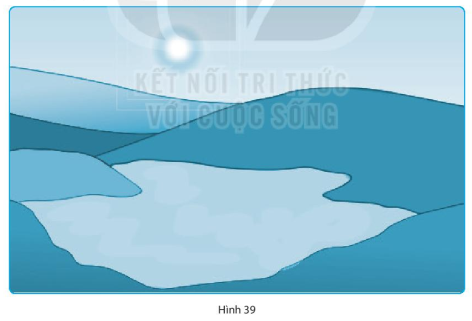 KẾT NỐI TRI THỨC
VỚI CUỘC SỐNG
Hình 39